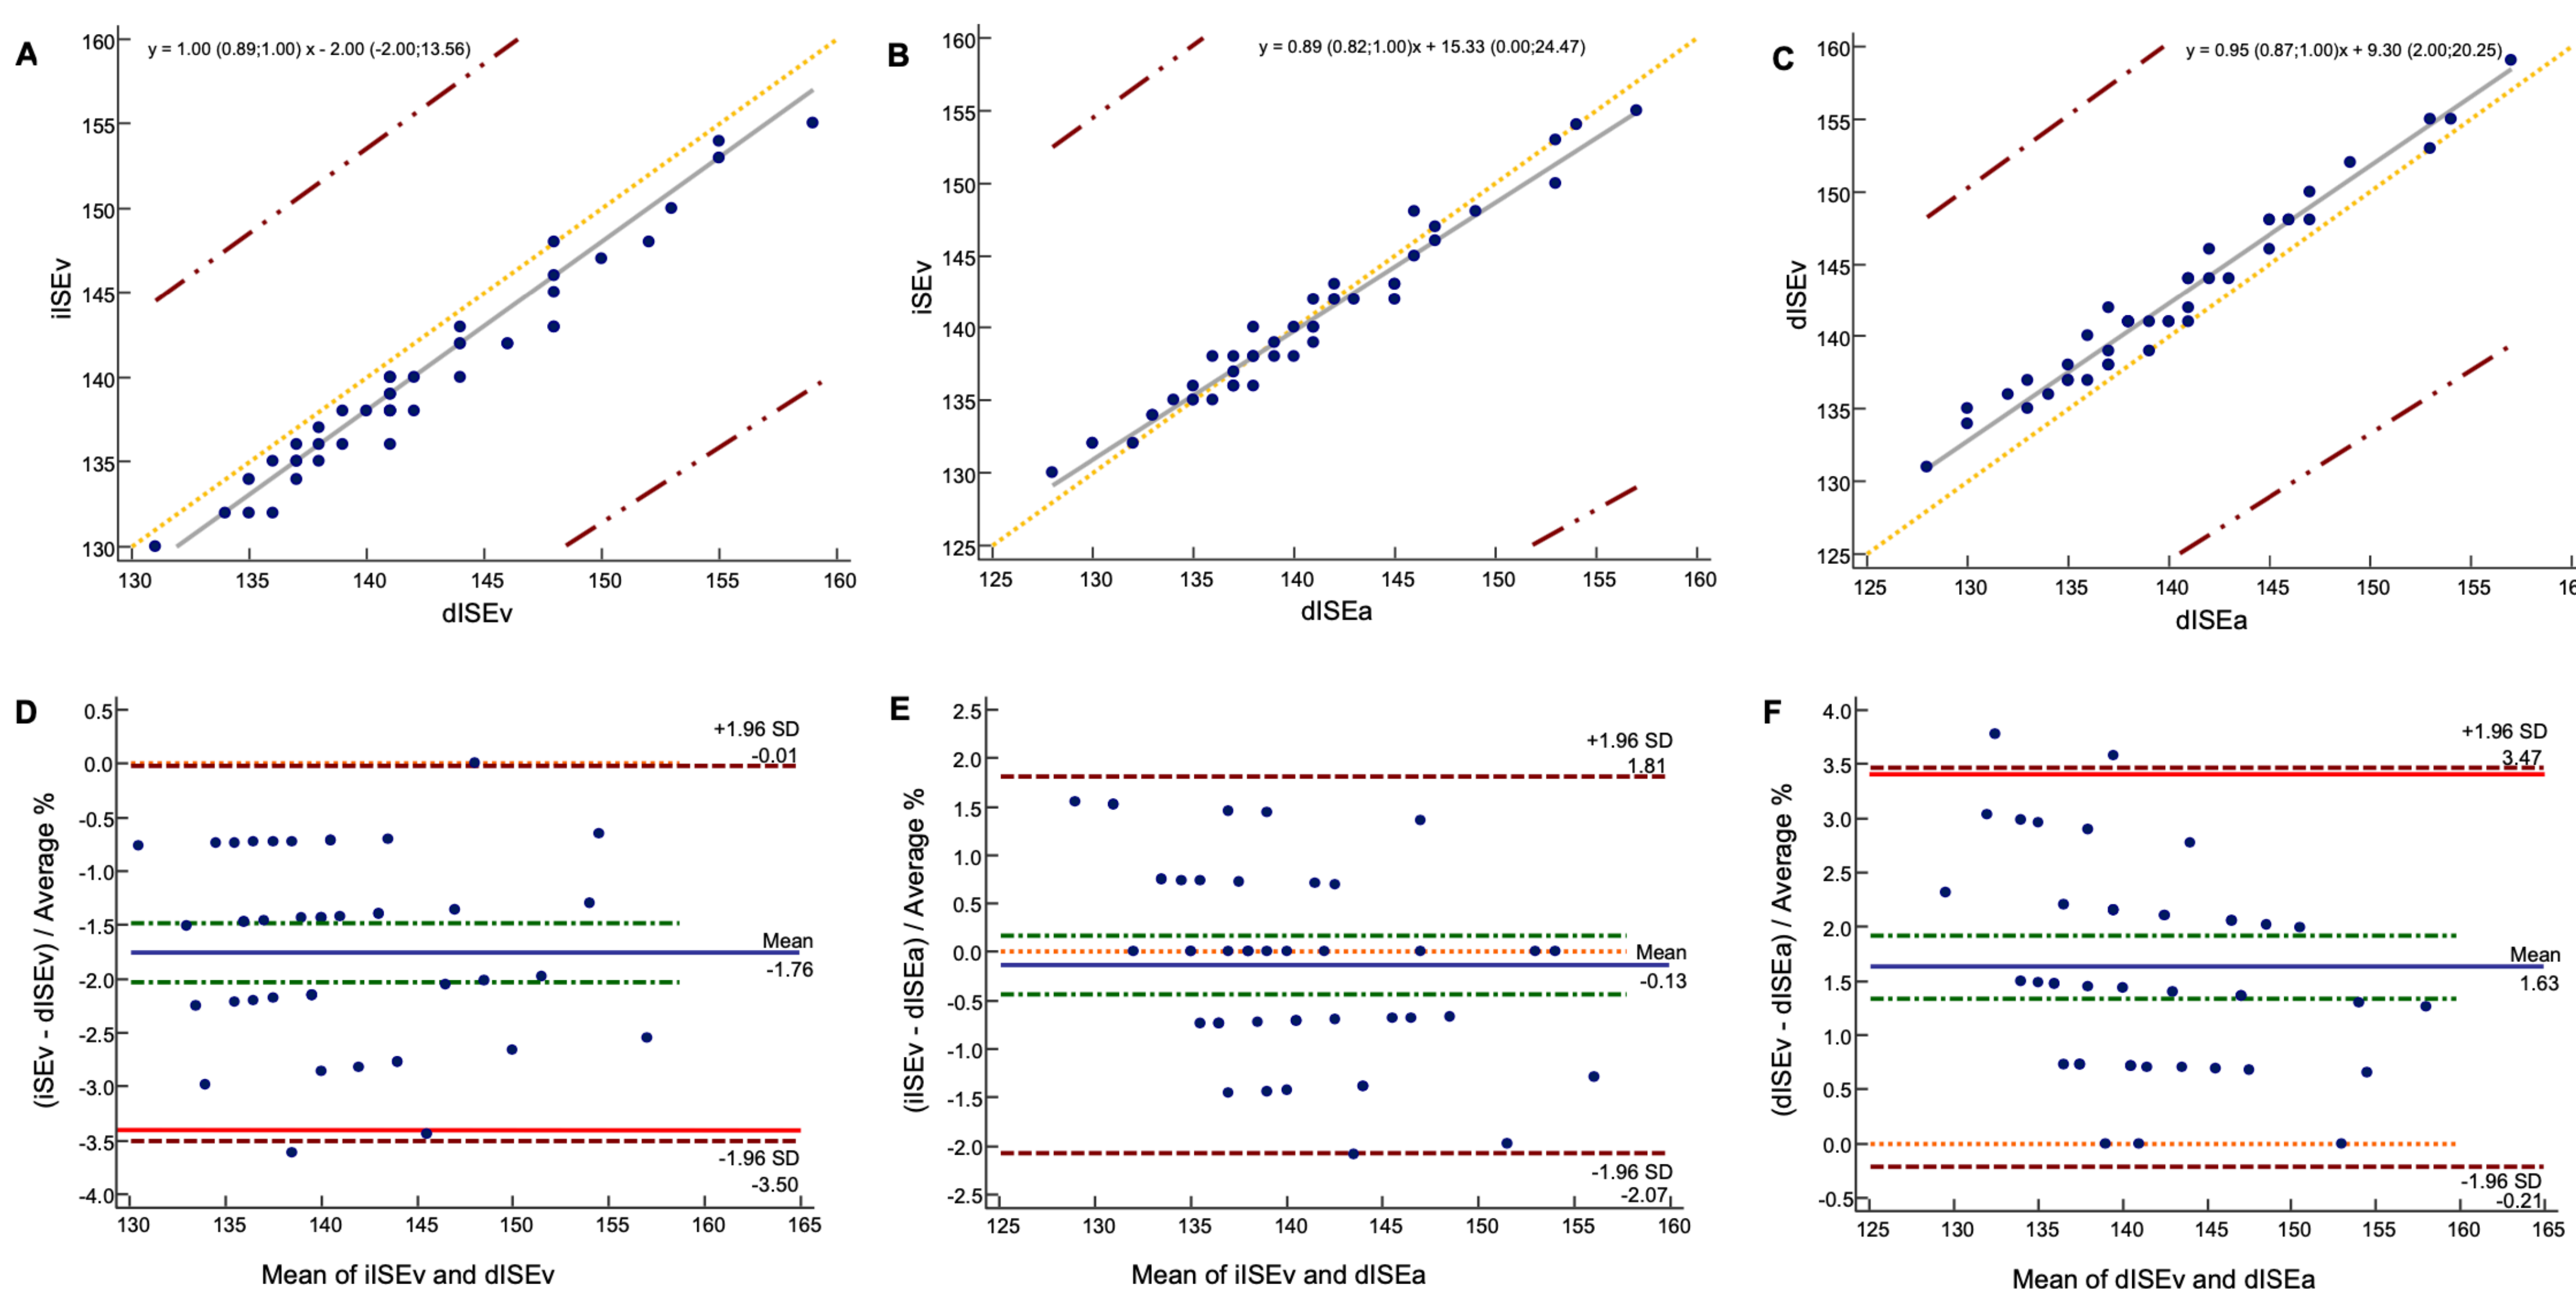 A
y = 1.00 (0.89;1.00) x - 2.00 (-2.00;13.56)
160
155
150
145
140
135
130
iISEv
130 135 140 145 150 155 160
dISEv
B
y = 0.89 (0.82;1.00)x + 15.33 (0.00;24.47)
160
155
150
145
140
135
130
125
iSEv
125 130 135 140 145 150 155 160
dISEa
C
y = 0.95 (0.87;1.00)x + 9.30 (2.00;20.25)
160
155
150
145
140
135
130
125
dISEv
125 130 135 140 145 150 155 16
dISEa
D
0.5
0.0
-0.5
-1.0
-1.5
-2.0
-2.5
-3.0
-3.5
-4.0
(iSEv - dISEv) / Average %
+1.96 SD
-0.01
Mean
-1.76
-1.96 SD
-3.50
130 135 140 145 150 155 160 165
Mean of iISEv and dISEv
E
2.5
2.0
1.5
1.0
0.5
0.0
-0.5
-1.0
-1.5
-2.0
-2.5
(iISEv - dISEa) / Average %
+1.96 SD
1.81
Mean
-0.13
-1.96 SD
-2.07
125 130 135 140 145 150 155 160
Mean of iISEv and dISEa
F
4.0
3.5
3.0
2.5
2.0
1.5
1.0
0.5
0.0
-0.5
(dISEv - dISEa) / Average %
+1.96 SD
3.47
Mean
1.63
-1.96 SD
-0.21
125 130 135 140 145 150 155 160 165
Mean of dISEv and dISEa